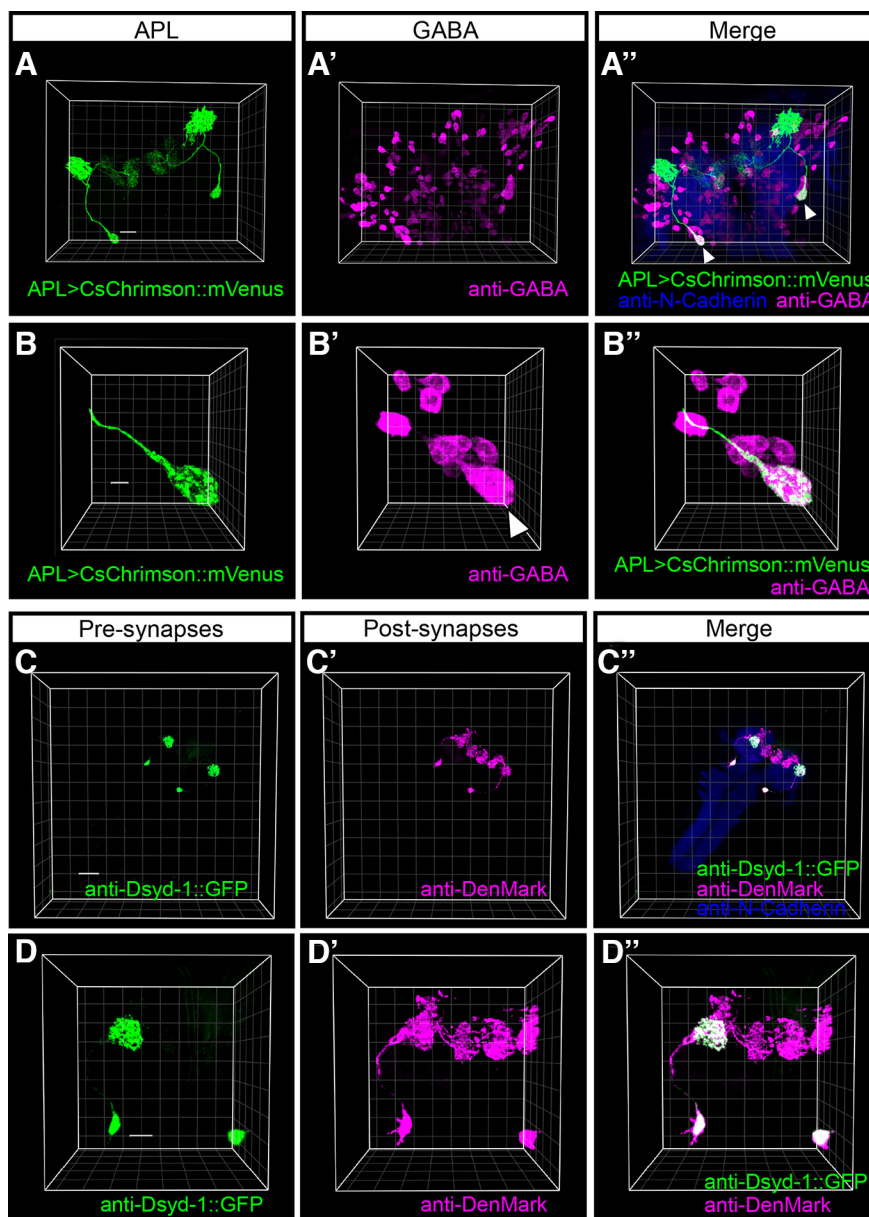 APL
GABA
Merge
A
A'
A''
APL>CsChrimson::mVenus
anti-GABA
APL>CsChrimson::mVenus
anti-N-Cadherin anti-GABA
B
B'
B''
APL>CsChrimson::mVenus
anti-GABA
APL>CsChrimson::mVenus
anti-GABA
Pre-synapses
Post-synapses
Merge
C
C'
C''
anti-Dsyd-1::GFP
anti-DenMark
anti-Dsyd-1::GFP
anti-DenMark
anti-N-Cadherin
D
D'
D''
anti-Dsyd-1::GFP
anti-DenMark
anti-Dsyd-1::GFP
anti-DenMark